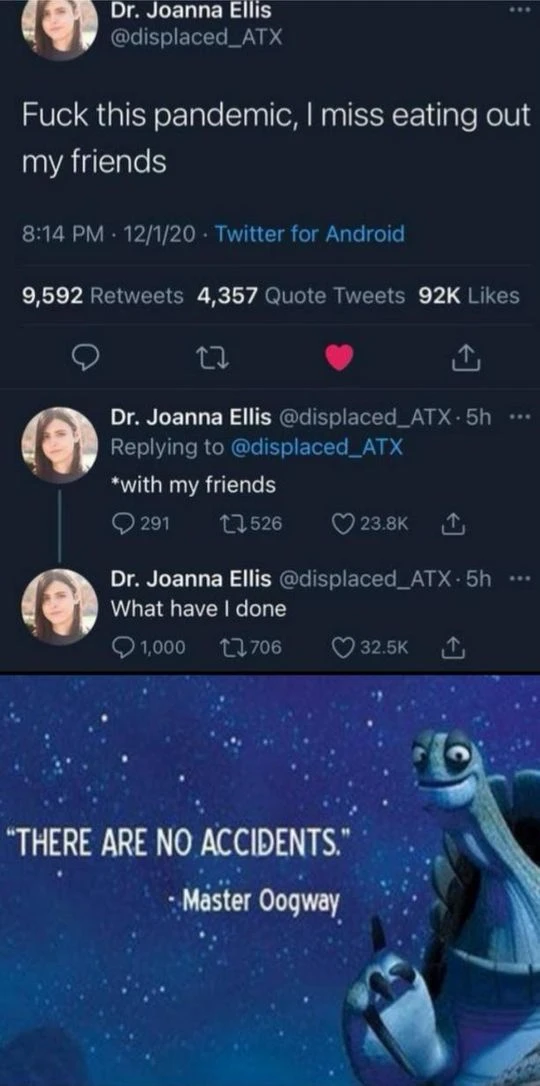 Dr. Joanna Ellis
@displaced_ATX
Fuck this pandemic, I miss eating out
my friends
8:14 PM · 12/1/20 · Twitter for Android
9,592 Retweets 4,357 Quote Tweets 92K Likes
Dr. Joanna Ellis @displaced_ATX · 5h
Replying to @displaced_ATX
*with my friends
291 526 23.8K
Dr. Joanna Ellis @displaced_ATX · 5h
What have I done
1,000 706 32.5K
“THERE ARE NO ACCIDENTS.”
- Master Oogway